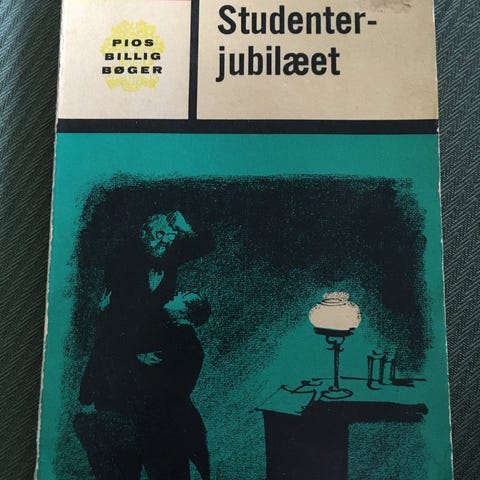 PIOS
BILLIG
BØGER
Studenter-
jubilæet